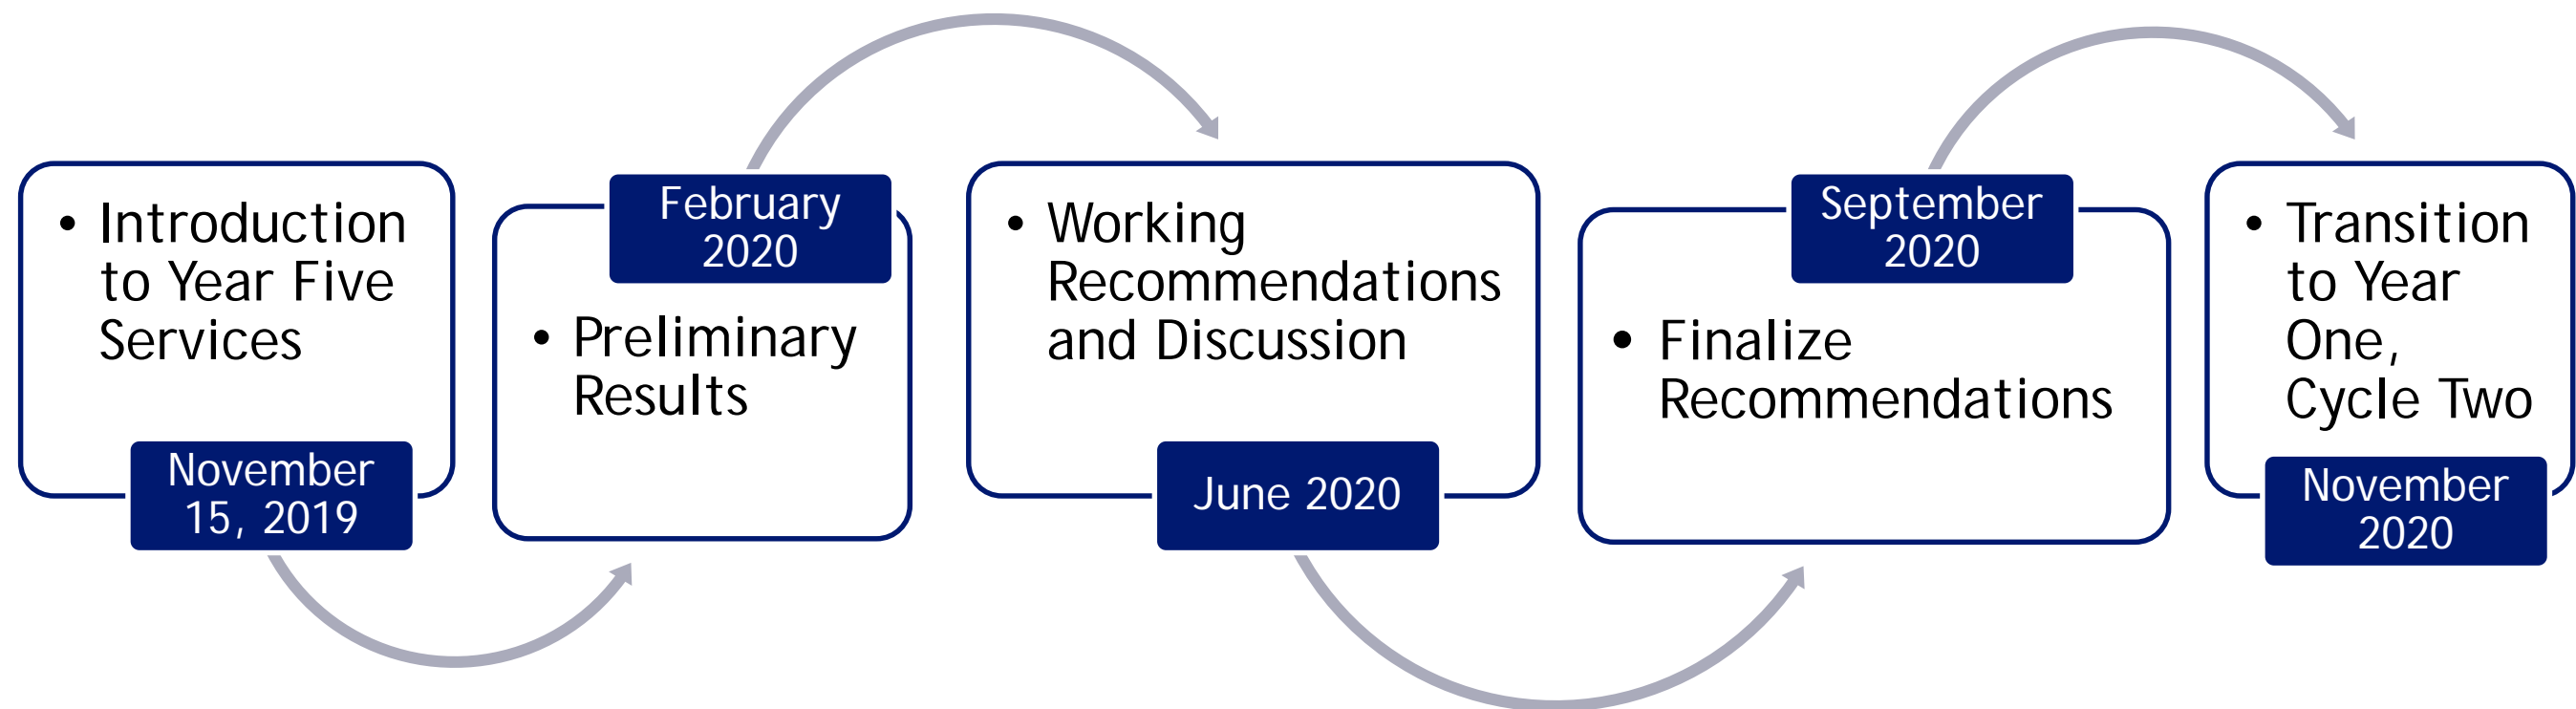 • Introduction
to Year Five
Services
November
15, 2019
February
2020
• Preliminary
Results
• Working
Recommendations
and Discussion
June 2020
September
2020
• Finalize
Recommendations
• Transition
to Year
One,
Cycle Two
November
2020